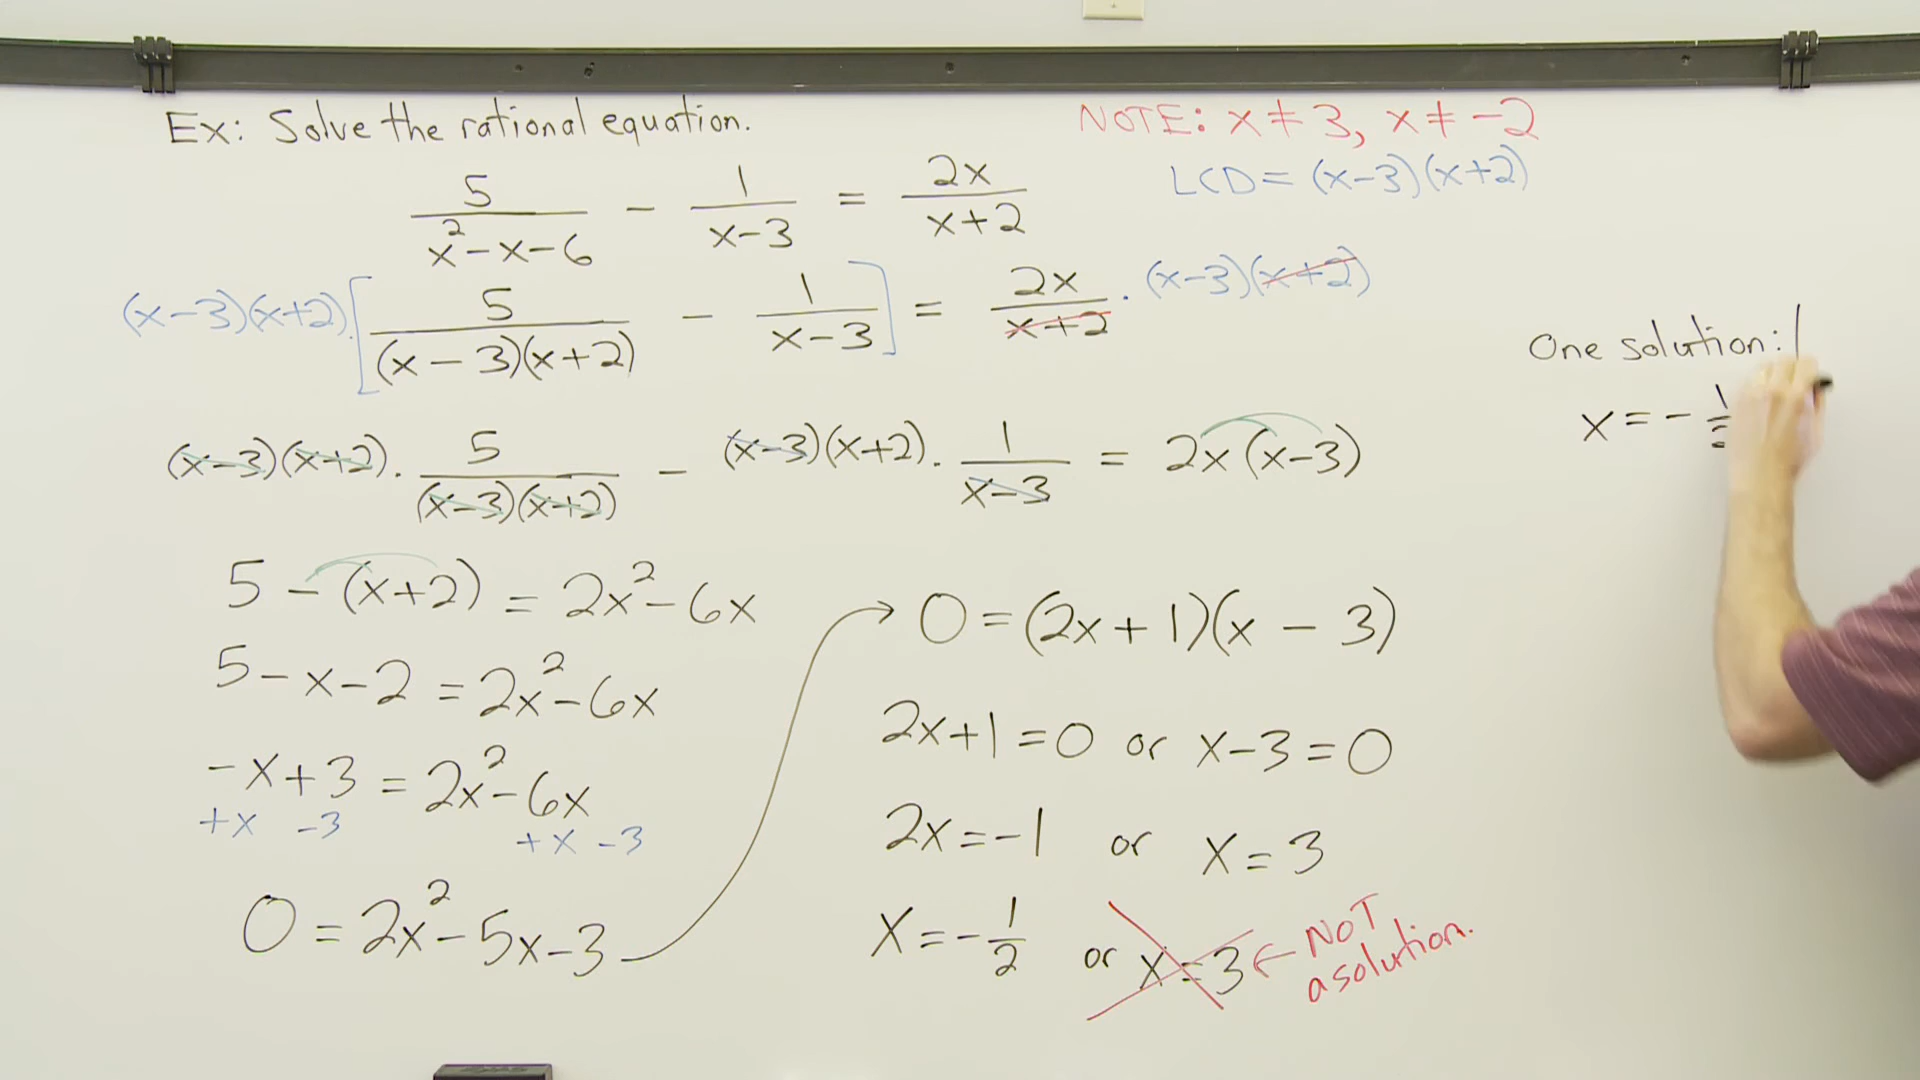 Ex: Solve the rational equation.
NOTE: x ≠ 3, x ≠ -2
LCD = (x-3)(x+2)
5/(x²-x-6) - 1/(x-3) = 2x/(x+2)
(x-3)(x+2)·[5/((x-3)(x+2)) - 1/(x-3)] = 2x/(x+2) · (x-3)(x+2)
(x-3)(x+2)· 5/((x-3)(x+2)) - (x-3)(x+2)· 1/(x-3) = 2x(x-3)
5 - (x+2) = 2x²-6x
5-x-2 = 2x²-6x
-x+3 = 2x²-6x
+x -3 +x -3
0 = 2x²-5x-3
0 = (2x+1)(x-3)
2x+1=0 or x-3=0
2x=-1 or x=3
x=-1/2 or x=3 ← NOT
a solution.
One solution:
x = -1/2